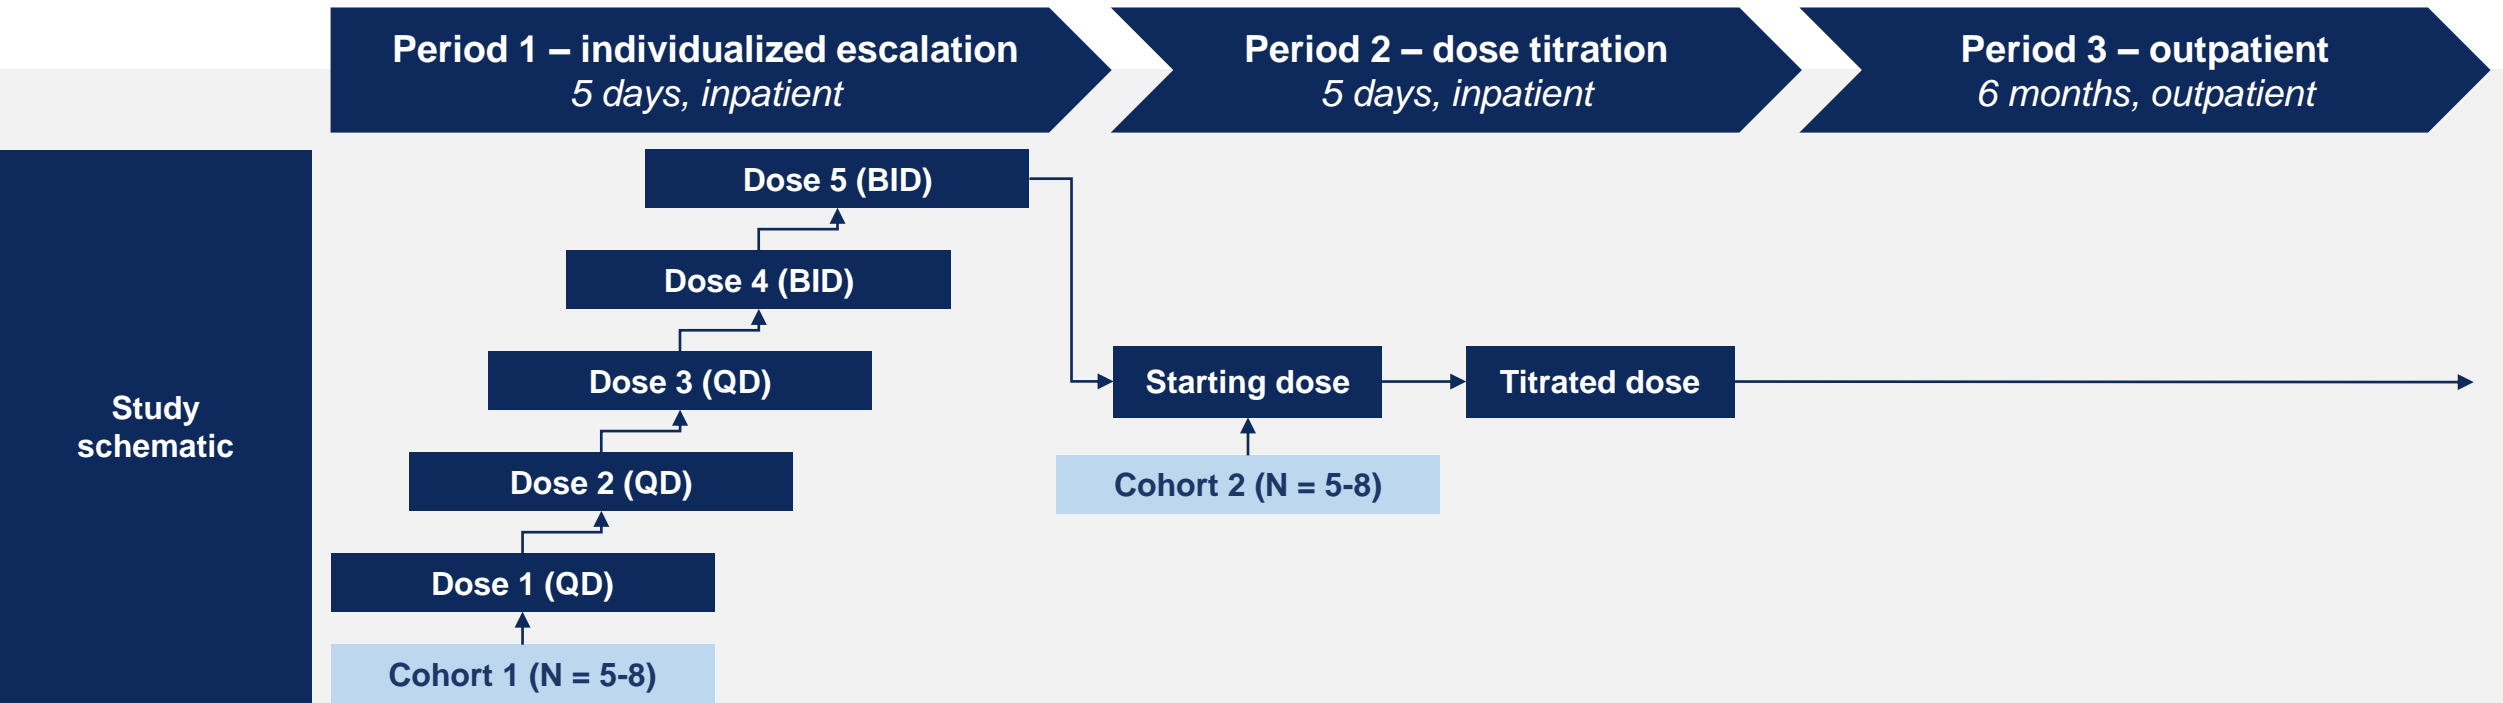 Period 1 – individualized escalation
5 days, inpatient
Period 2 – dose titration
5 days, inpatient
Period 3 – outpatient
6 months, outpatient
Study
schematic
Dose 5 (BID)
Dose 4 (BID)
Dose 3 (QD)
Dose 2 (QD)
Dose 1 (QD)
Cohort 1 (N = 5-8)
Starting dose
Titrated dose
Cohort 2 (N = 5-8)